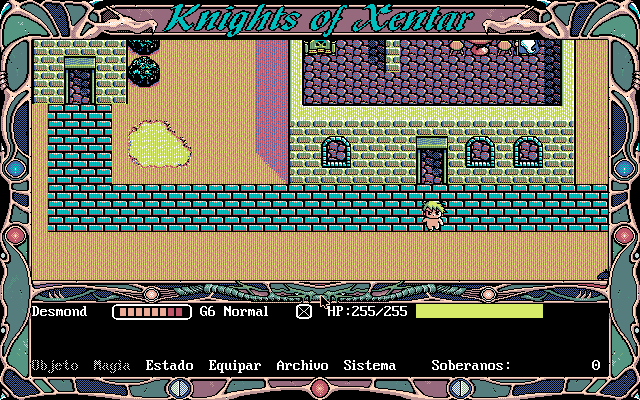 Knights of Xentar
Desmond G6 Normal HP:255/255
Objeto Magia Estado Equipar Archivo Sistema Soberanos: 0